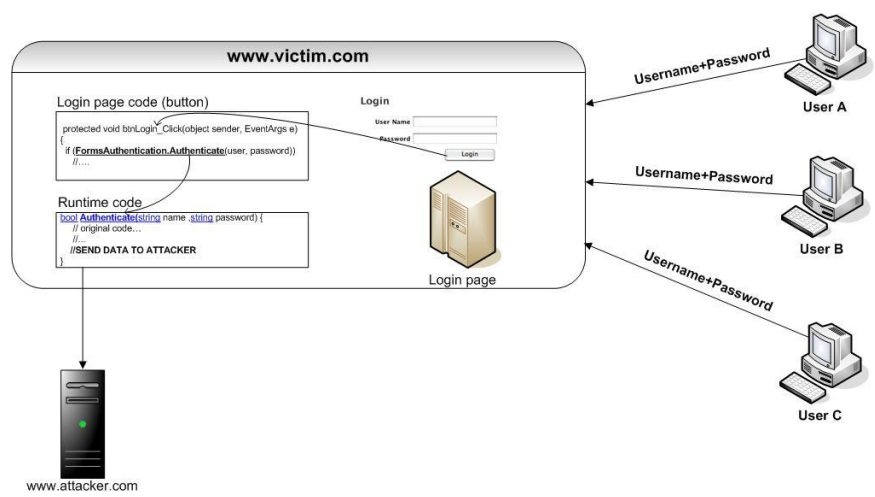 www.victim.com
Login page code (button)
protected void btnLogin_Click(object sender, EventArgs e)
{
if (FormsAuthentication.Authenticate(user, password))
//....
Runtime code
bool Authenticate(string name ,string password) {
// original code…
//...
//SEND DATA TO ATTACKER
}
Login
User Name
Password
Login
Login page
Username+Password
User A
Username+Password
User B
Username+Password
User C
www.attacker.com